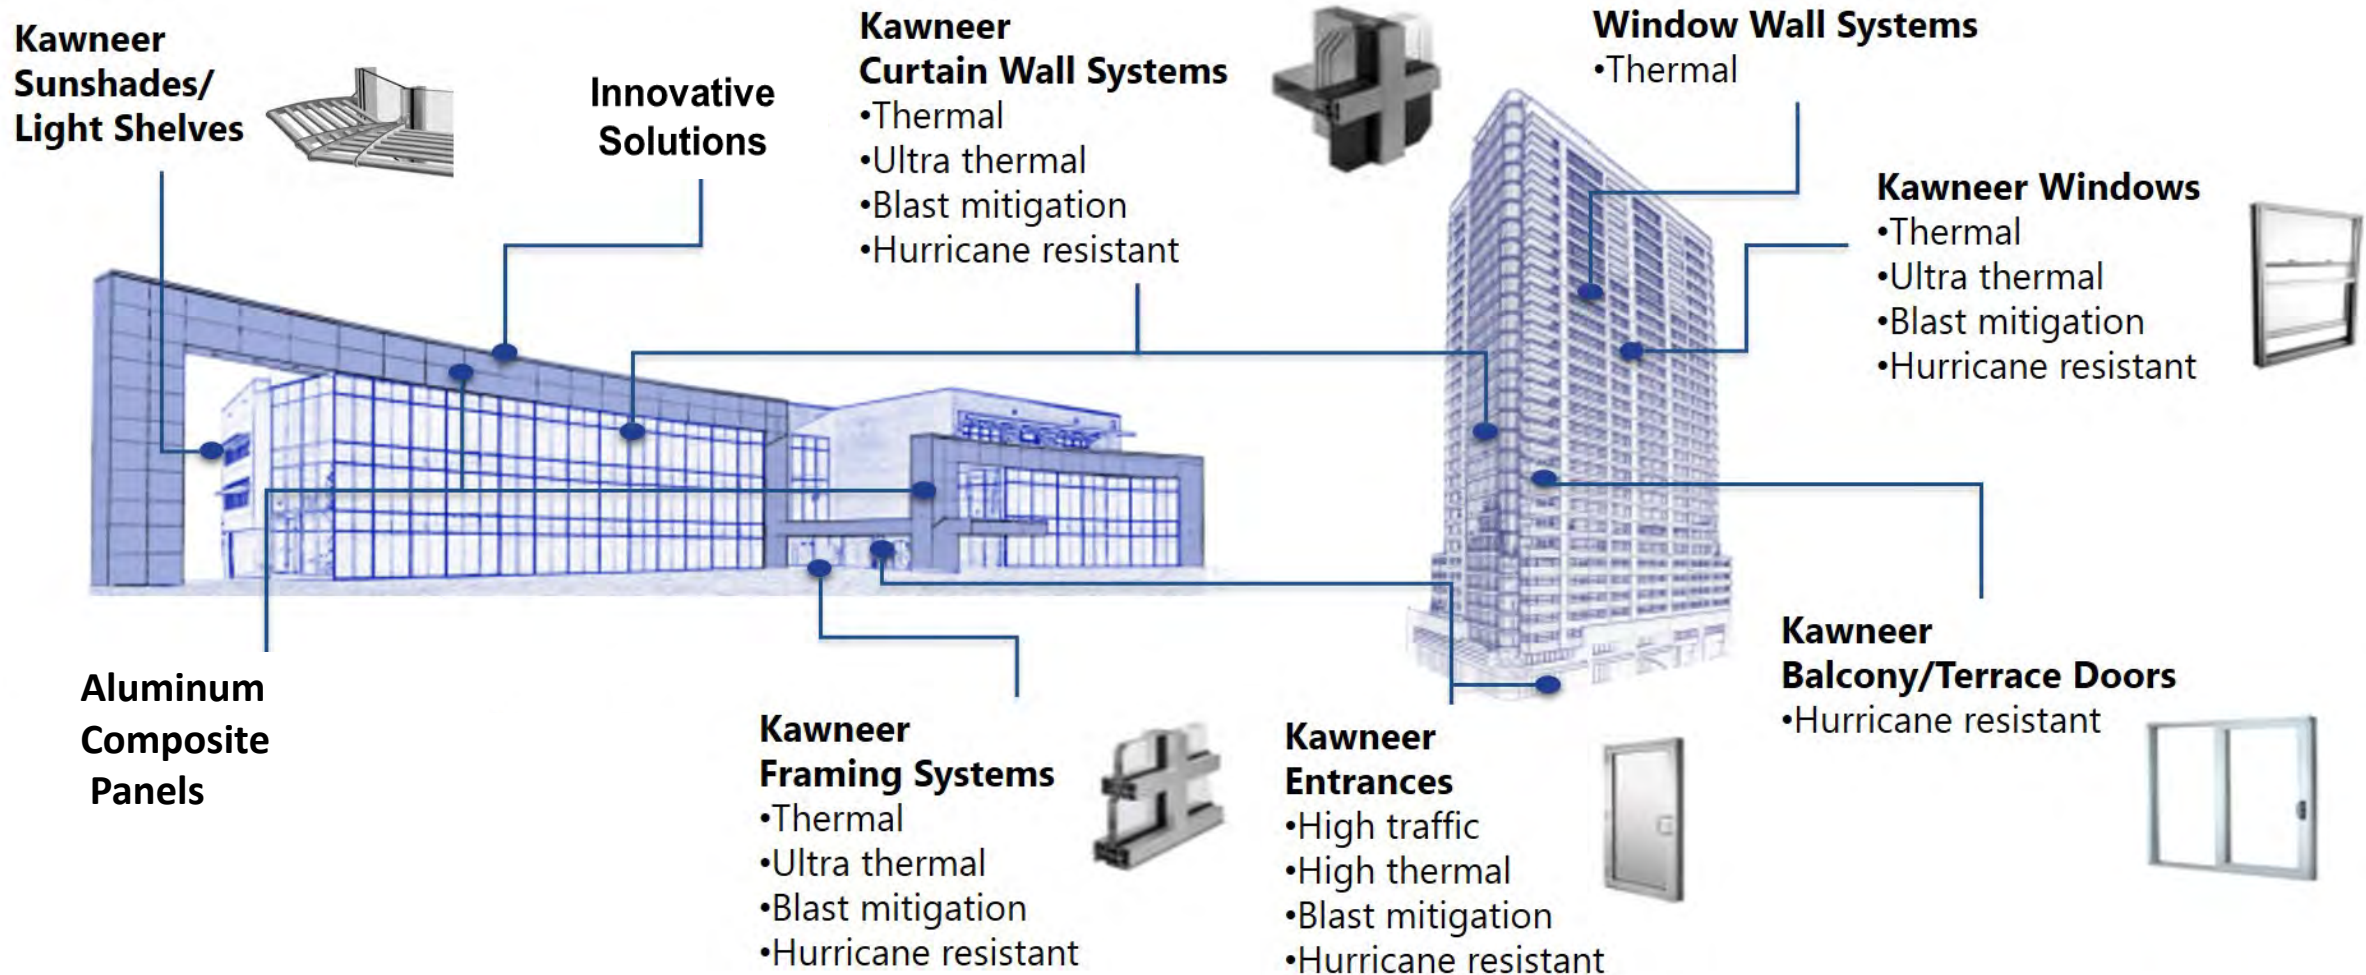 Kawneer
Sunshades/
Light Shelves
Innovative
Solutions
Kawneer
Curtain Wall Systems
•Thermal
•Ultra thermal
•Blast mitigation
•Hurricane resistant
Window Wall Systems
•Thermal
Kawneer Windows
•Thermal
•Ultra thermal
•Blast mitigation
•Hurricane resistant
Aluminum
Composite
Panels
Kawneer
Framing Systems
•Thermal
•Ultra thermal
•Blast mitigation
•Hurricane resistant
Kawneer
Entrances
•High traffic
•High thermal
•Blast mitigation
•Hurricane resistant
Kawneer
Balcony/Terrace Doors
•Hurricane resistant